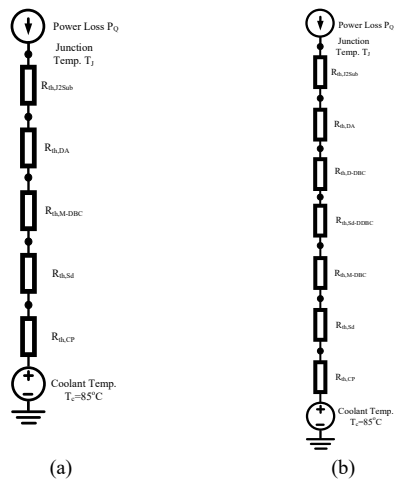 Power Loss P_Q
Junction
Temp. T_J
R_th,J2Sub
R_th,DA
R_th,M-DBC
R_th,Sd
R_th,CP
Coolant Temp.
T_c=85°C
(a)
Power Loss P_Q
Junction
Temp. T_J
R_th,J2Sub
R_th,DA
R_th,D-DBC
R_th,Sd-DDBC
R_th,M-DBC
R_th,Sd
R_th,CP
Coolant Temp.
T_c=85°C
(b)